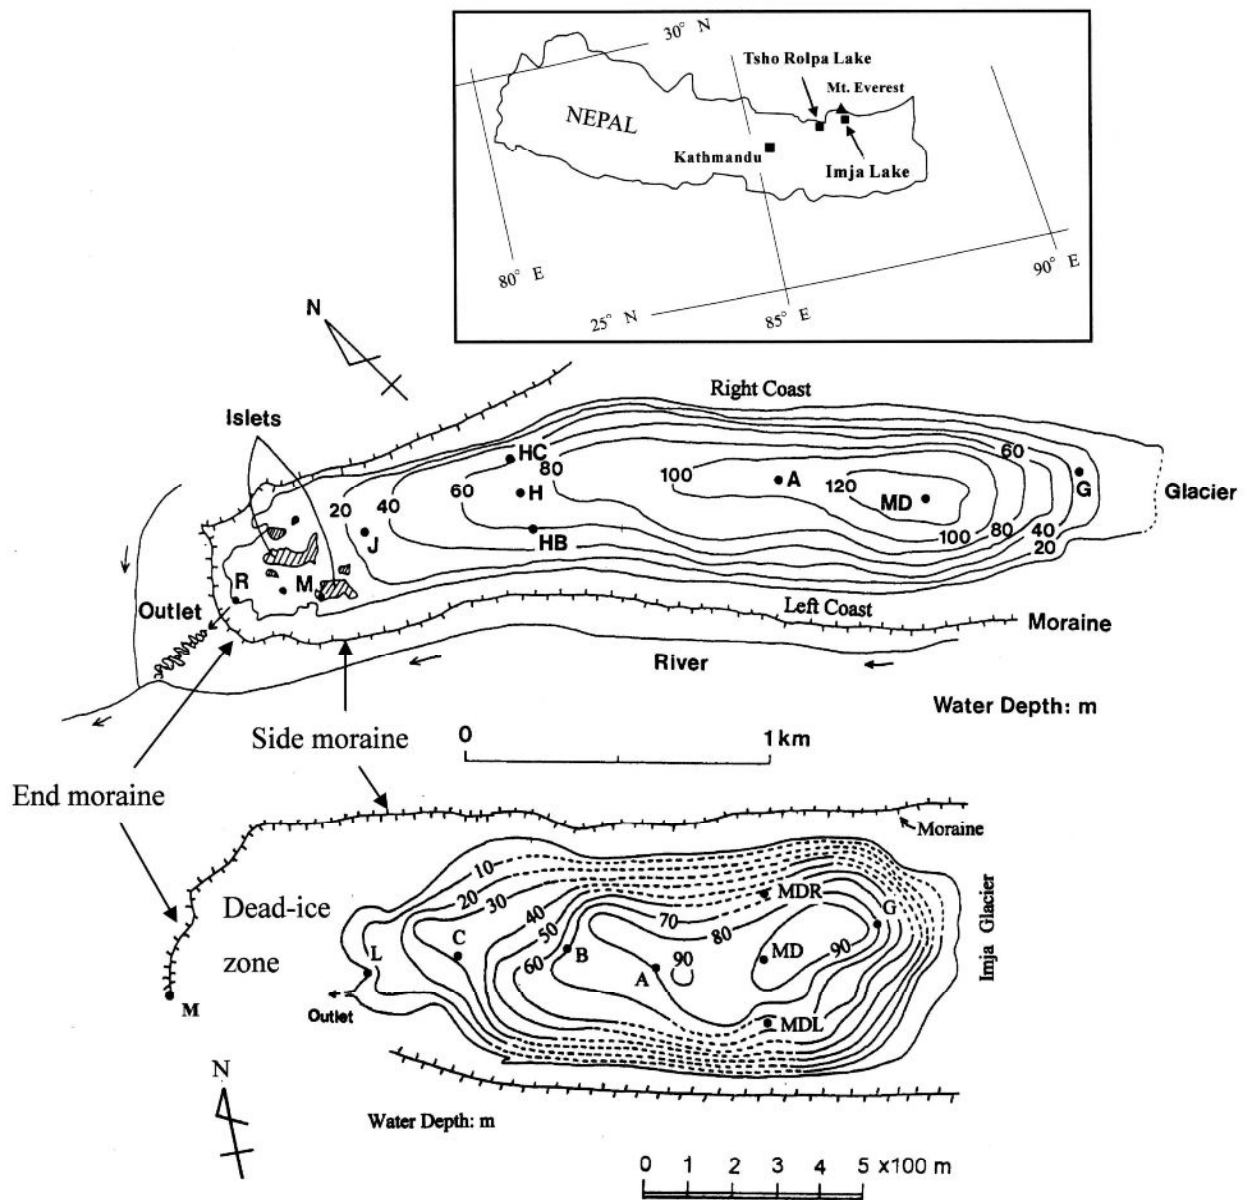 30° N
Tsho Rolpa Lake
Mt. Everest
NEPAL
Kathmandu
Imja Lake
80° E
90° E
25° N
85° E
N
Right Coast
Islets
HC
80
60
100
A
G
120
Glacier
60
H
MD
20
40
J
HB
100
80
40
20
R
M
Outlet
Left Coast
Moraine
River
Water Depth: m
Side moraine
0
1 km
End moraine
Moraine
10
20
30
MDR
Dead-ice
zone
40
70
G
50
80
C
B
MD
90
60
L
A
90
Imja Glacier
M
Outlet
MDL
N
Water Depth: m
0 1 2 3 4 5 x100 m